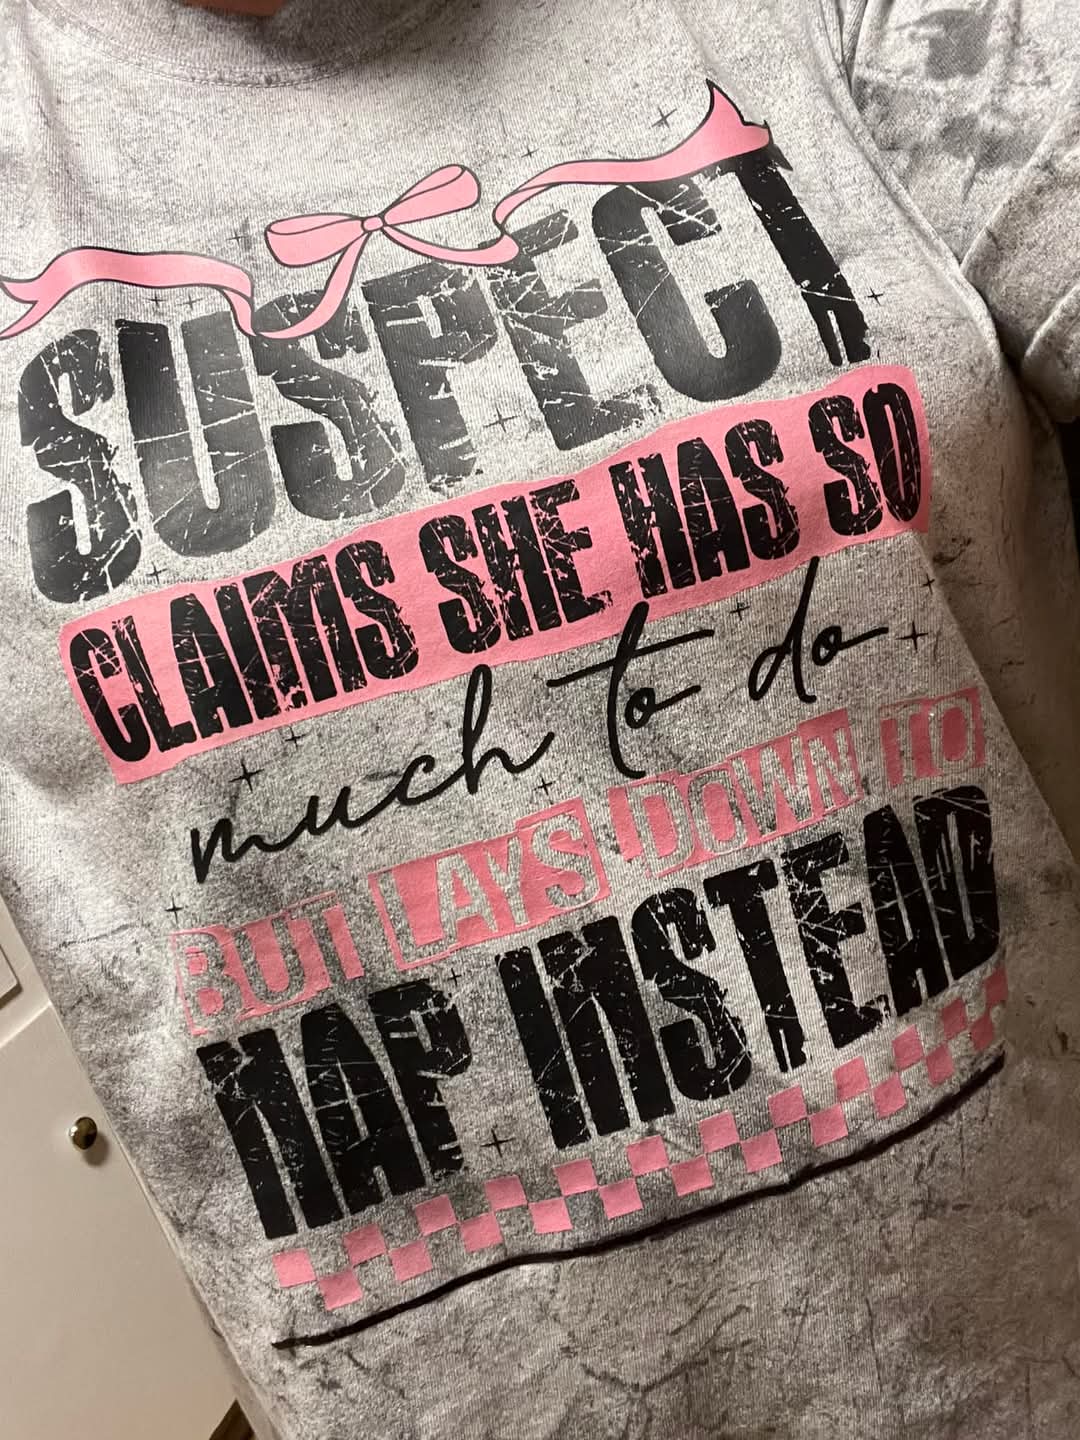 SUSPECT
CLAIMS SHE HAS SO
much to do
BUT LAYS DOWN TO
NAP INSTEAD